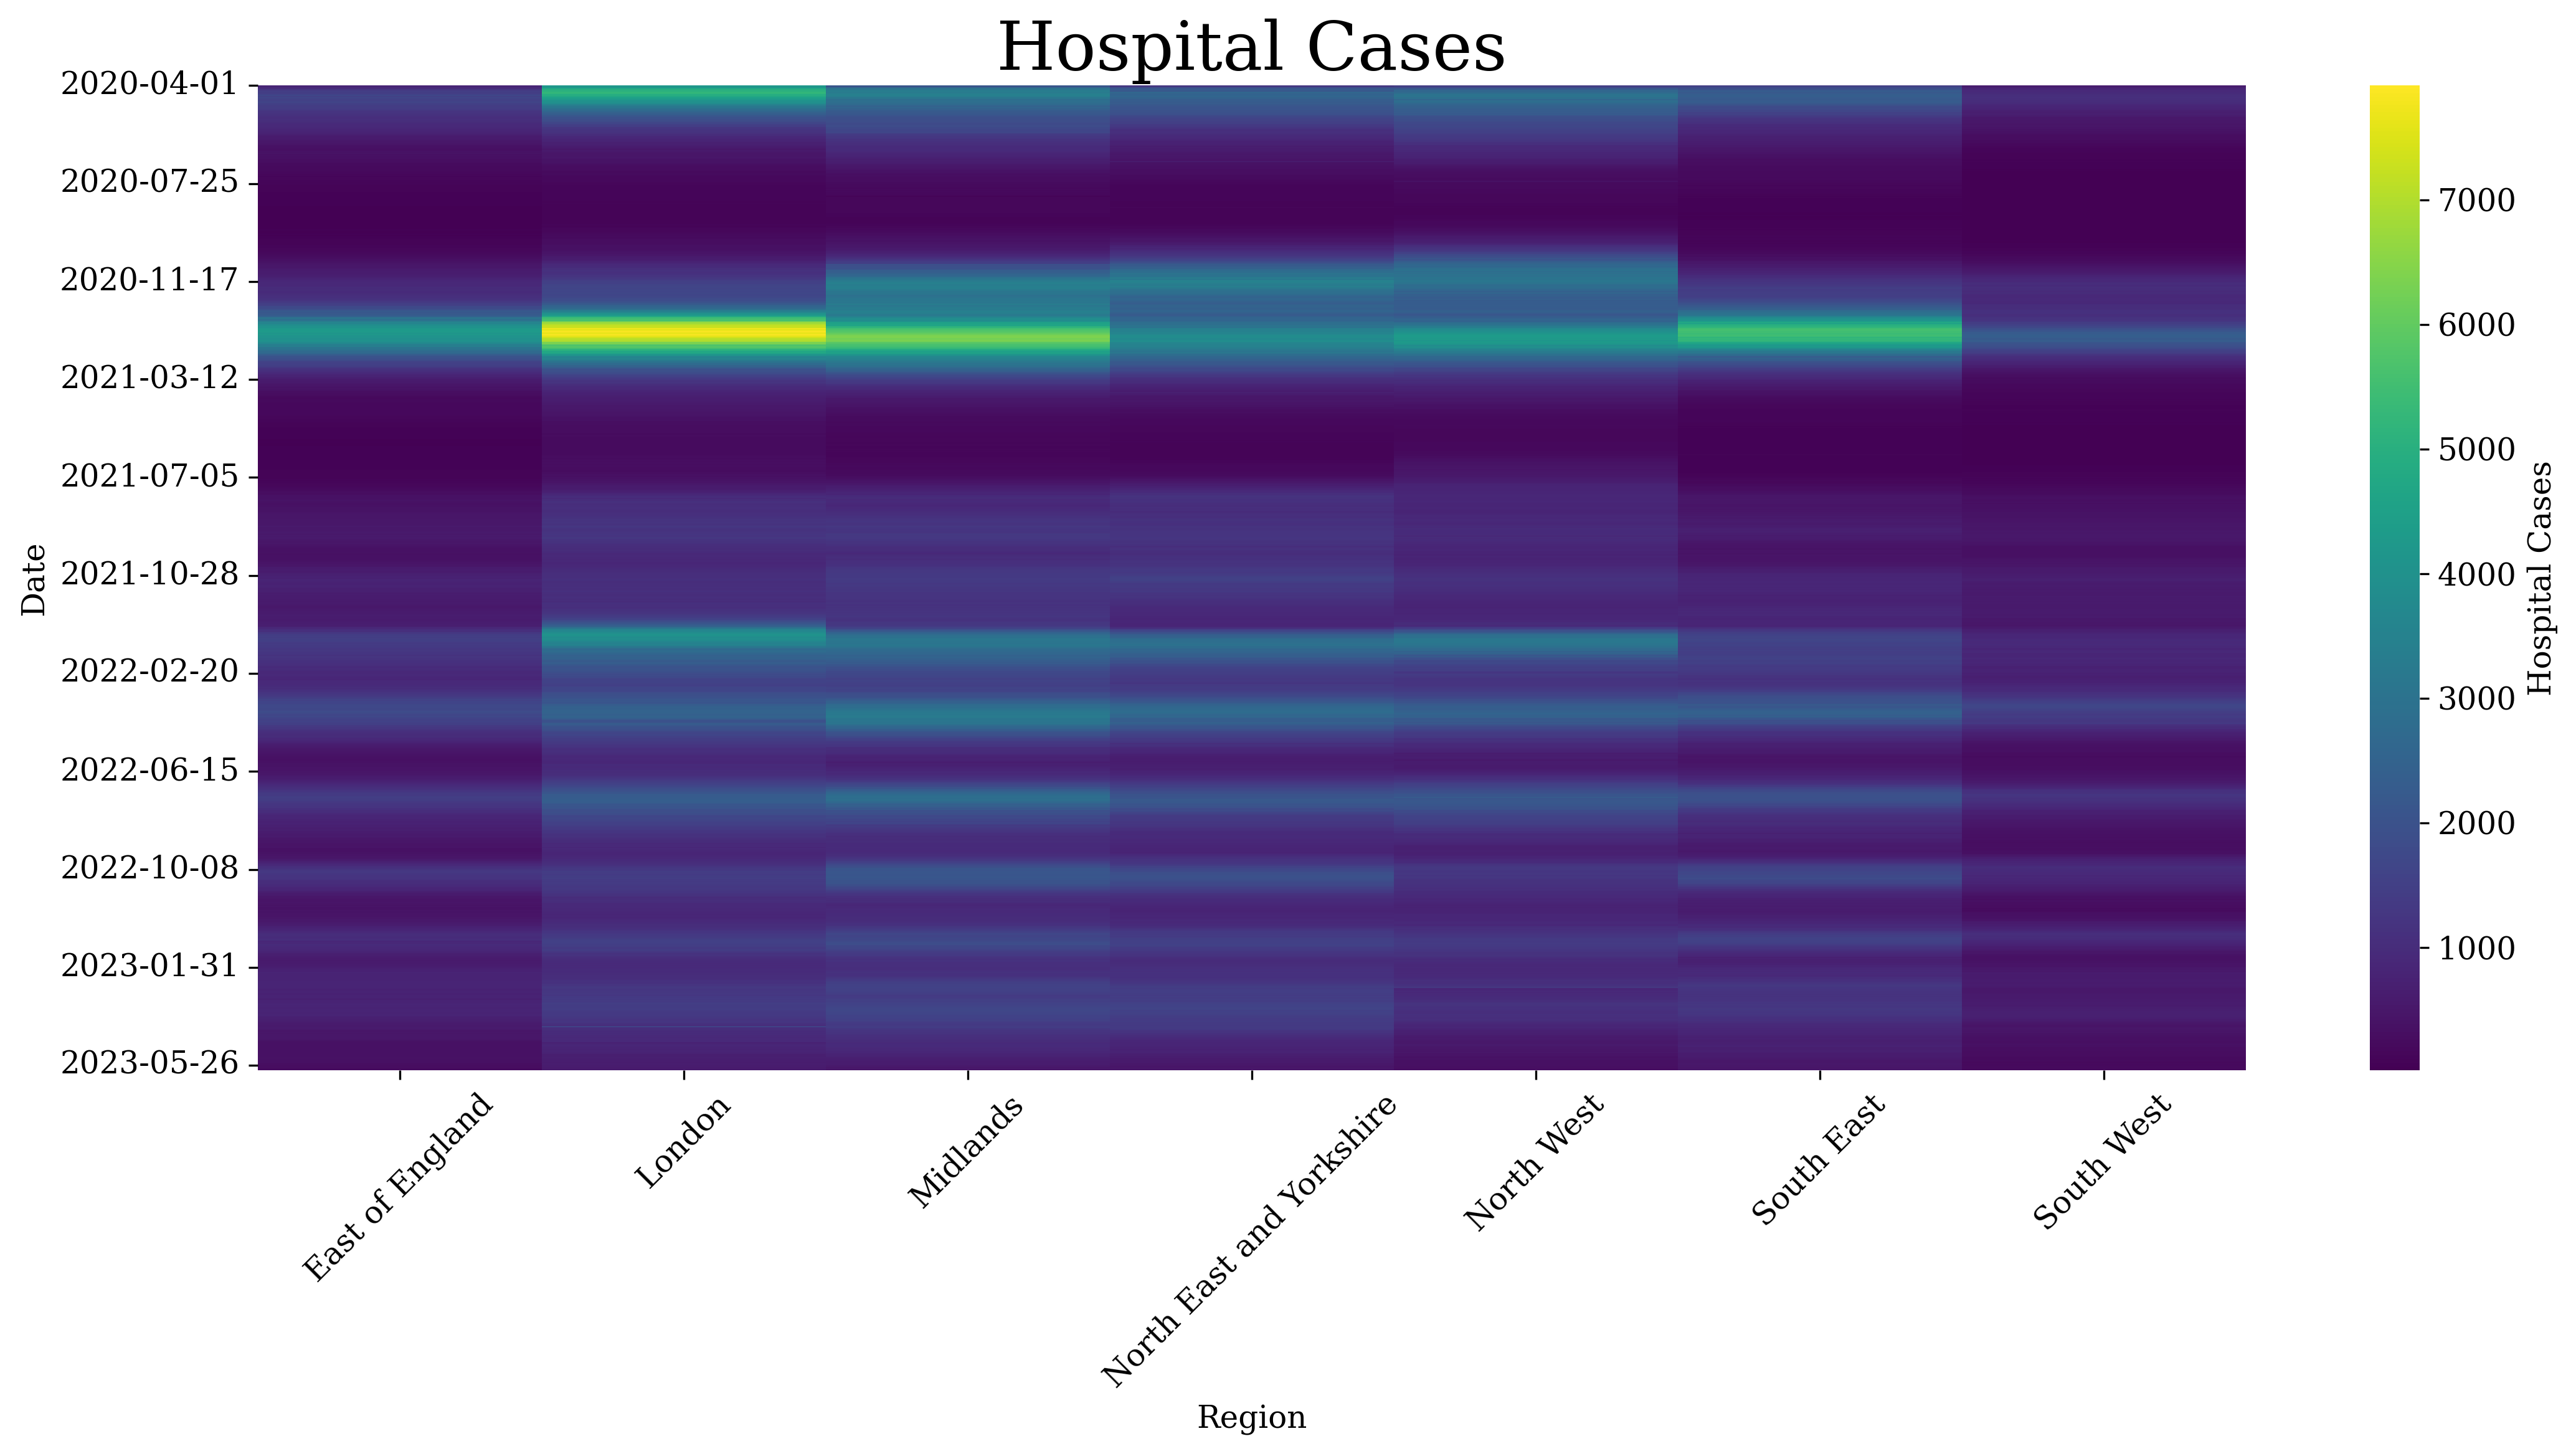 Hospital Cases
2020-04-01
2020-07-25
2020-11-17
2021-03-12
2021-07-05
2021-10-28
2022-02-20
2022-06-15
2022-10-08
2023-01-31
2023-05-26
Date
East of England
London
Midlands
North East and Yorkshire
North West
South East
South West
Region
7000
6000
5000
4000
3000
2000
1000
Hospital Cases